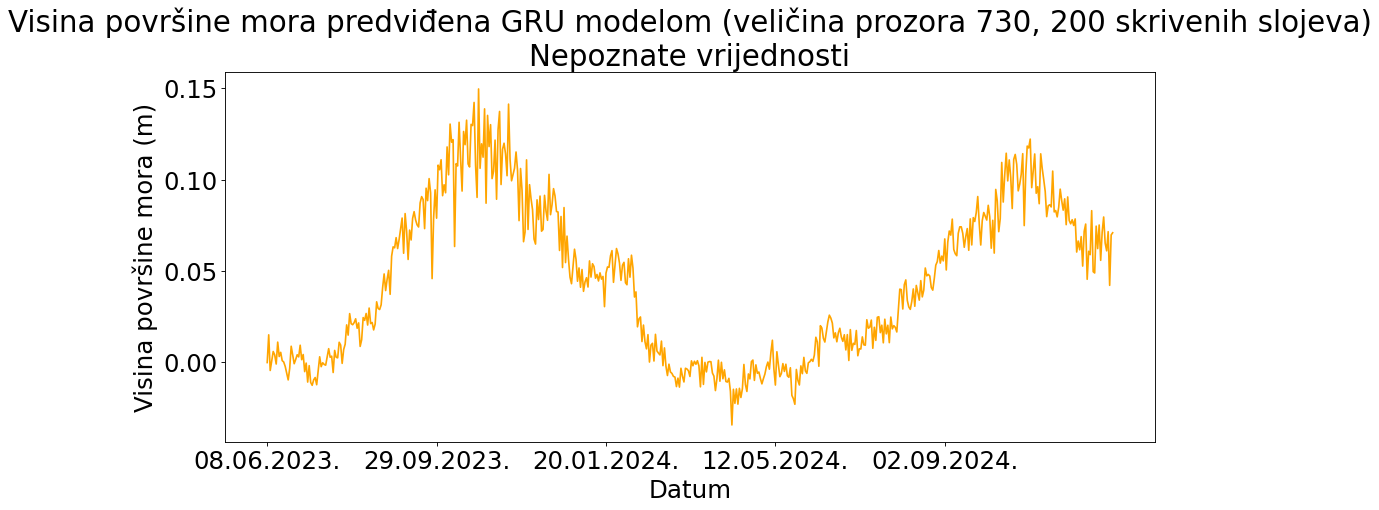 Visina površine mora predviđena GRU modelom (veličina prozora 730, 200 skrivenih slojeva)
Nepoznate vrijednosti
Visina površine mora (m)
0.15
0.10
0.05
0.00
08.06.2023. 29.09.2023. 20.01.2024. 12.05.2024. 02.09.2024.
Datum